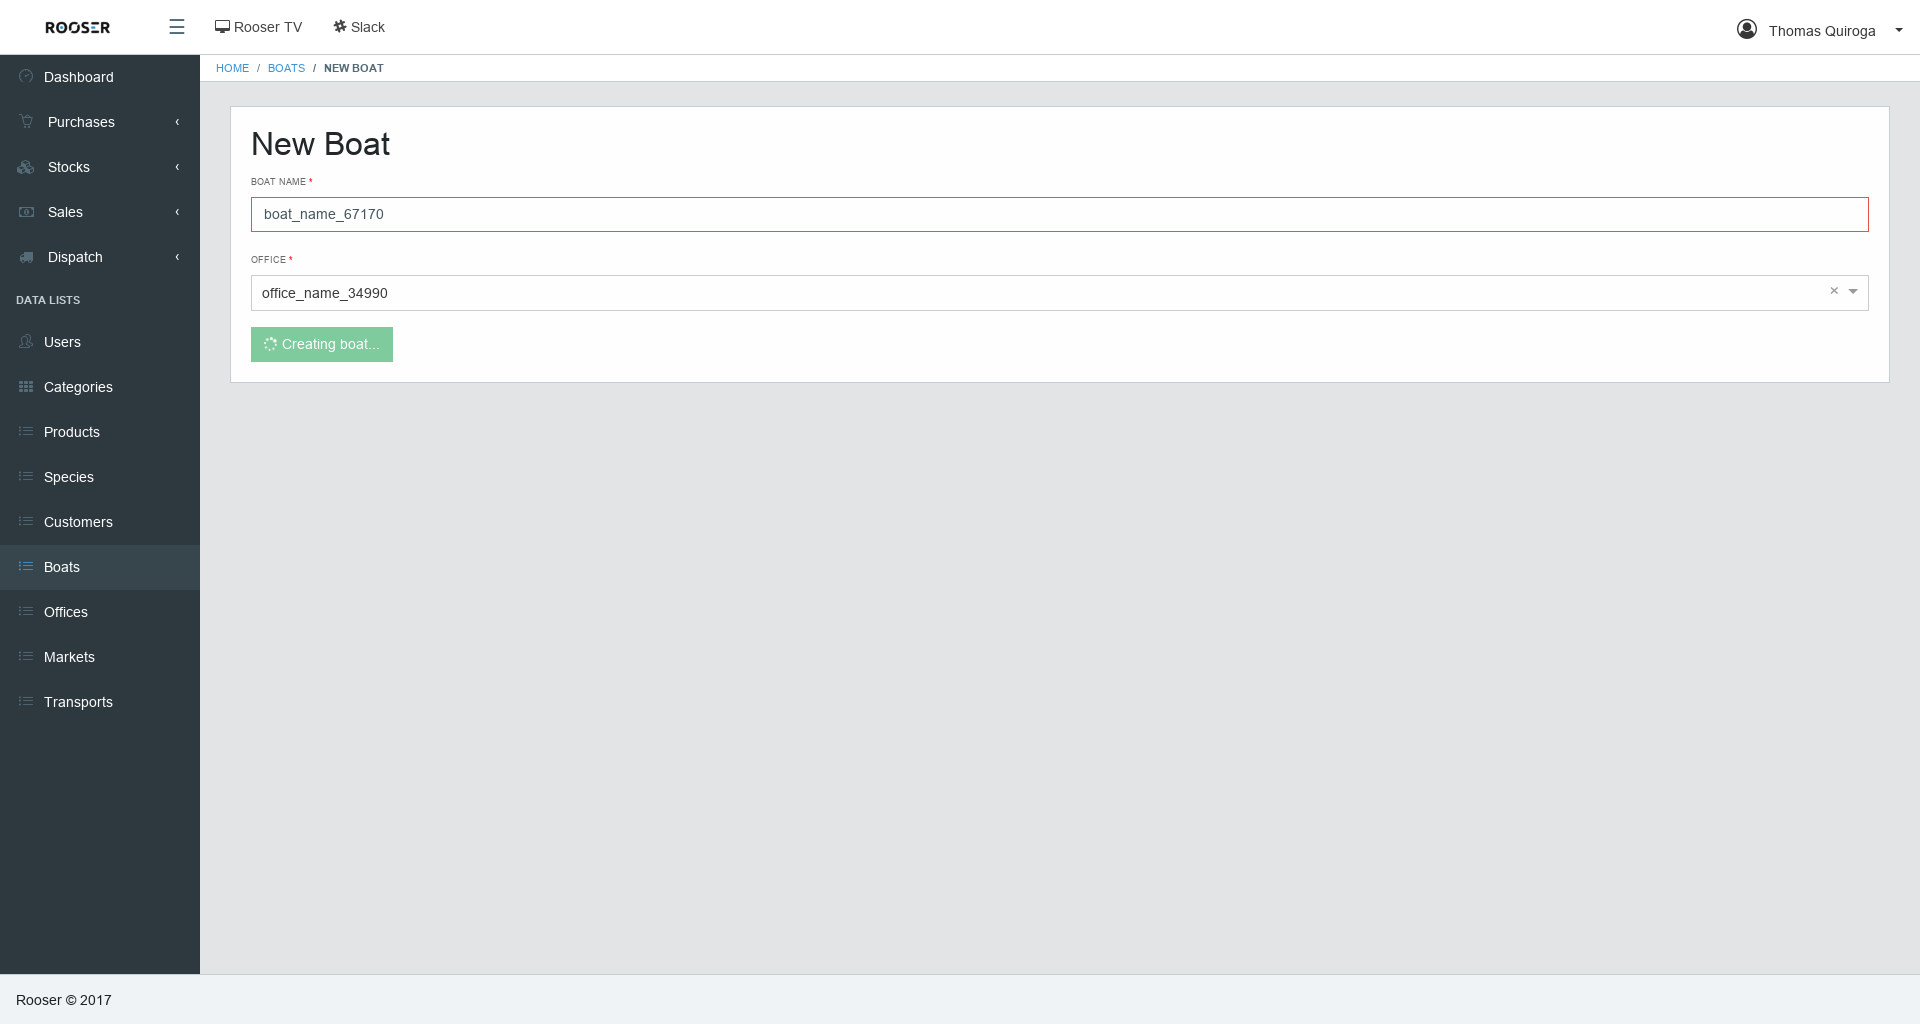 ROOSER
Rooser TV
Slack
Thomas Quiroga
HOME / BOATS / NEW BOAT
Dashboard
Purchases
Stocks
Sales
Dispatch
DATA LISTS
Users
Categories
Products
Species
Customers
Boats
Offices
Markets
Transports
New Boat
BOAT NAME *
boat_name_67170
OFFICE *
office_name_34990
×
Creating boat...
Rooser © 2017